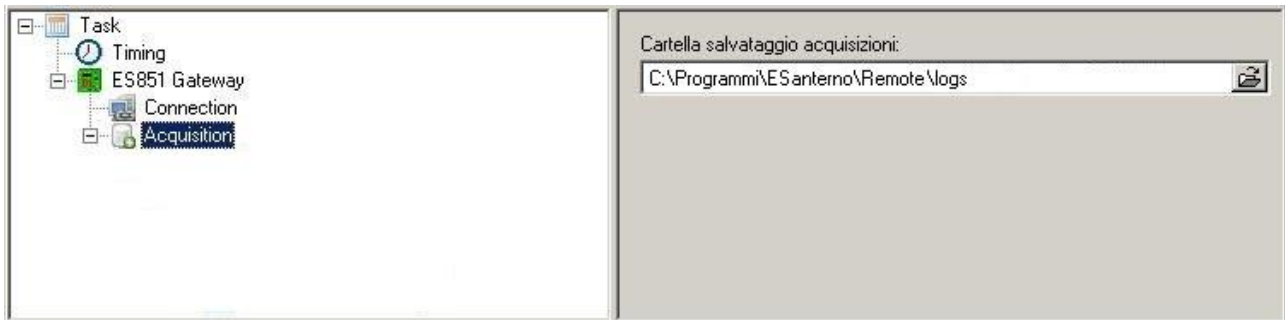 Task
Timing
ES851 Gateway
Connection
Acquisition
Cartella salvataggio acquisizioni:
C:\Programmi\ESanterno\Remote\logs